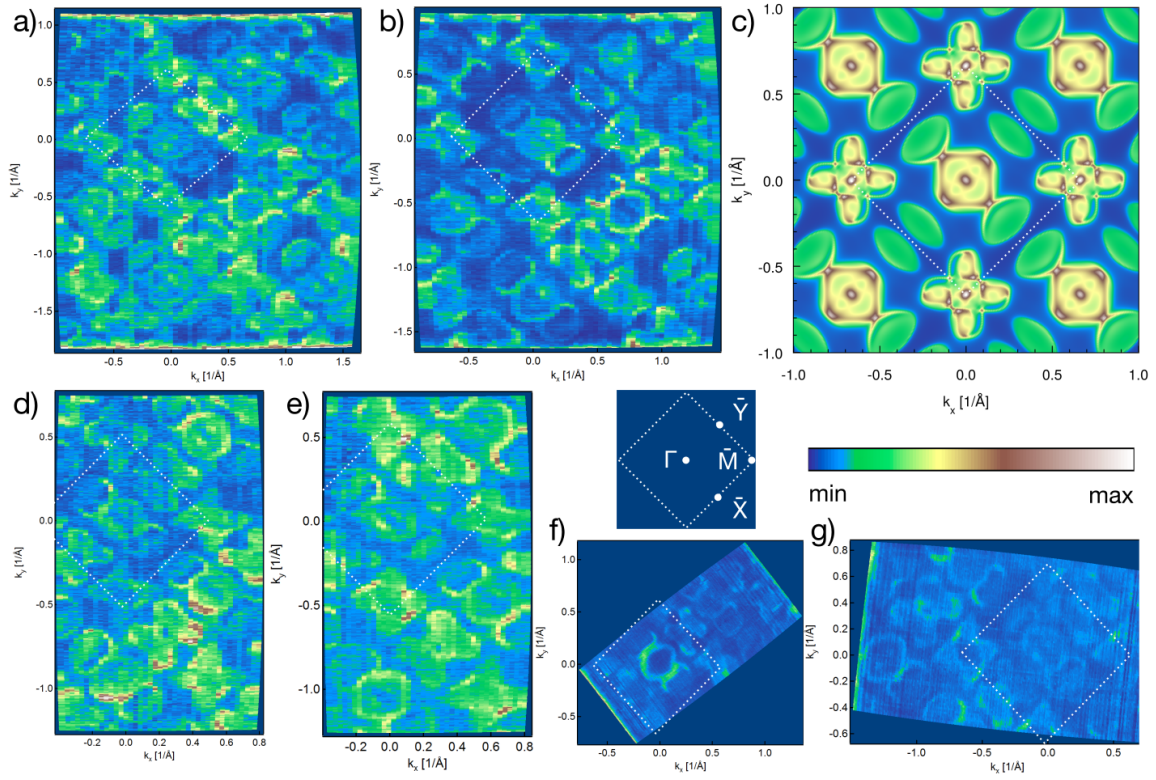 a)
k_y [1/Å]
1.0
0.5
0.0
-0.5
-1.0
-1.5
-0.5 0.0 0.5 1.0 1.5
k_x [1/Å]
b)
k_y [1/Å]
1.0
0.5
0.0
-0.5
-1.0
-1.5
-0.5 0.0 0.5 1.0
k_x [1/Å]
c)
k_y [1/Å]
1.0
0.5
0.0
-0.5
-1.0
-1.0 -0.5 0.0 0.5 1.0
k_x [1/Å]
d)
k_y [1/Å]
0.5
0.0
-0.5
-1.0
-0.2 0.0 0.2 0.4 0.6 0.8
k_x [1/Å]
e)
k_y [1/Å]
0.5
0.0
-0.5
-1.0
-0.2 0.0 0.2 0.4 0.6 0.8
k_x [1/Å]
Ȳ
Γ M̄
X̄
min max
f)
k_y [1/Å]
1.0
0.5
0.0
-0.5
-0.5 0.0 0.5 1.0
k_x [1/Å]
g)
k_y [1/Å]
0.8
0.6
0.4
0.2
0.0
-0.2
-0.4
-0.6
-1.0 -0.5 0.0 0.5
k_x [1/Å]